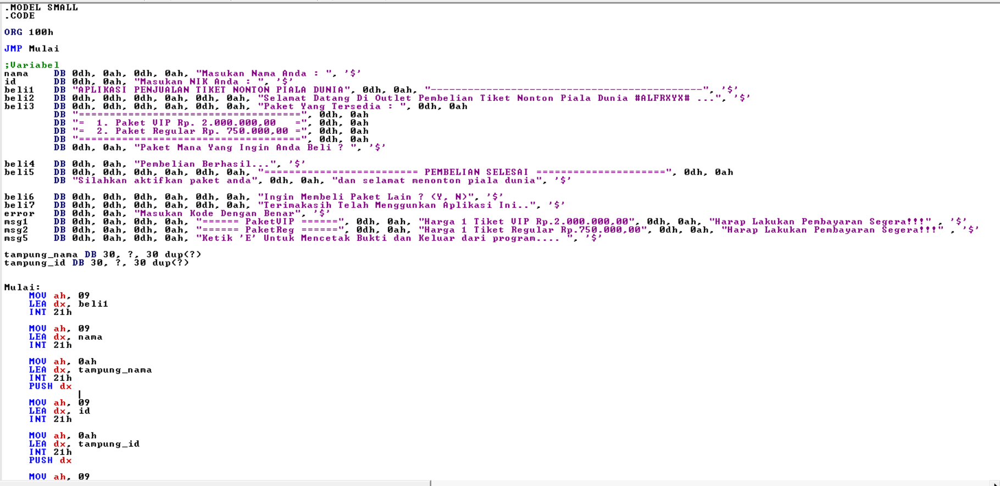 .MODEL SMALL
.CODE
ORG 100h
JMP Mulai
;Variabel
nama DB 0dh, 0ah, 0dh, 0ah, "Masukan Nama Anda : ", '$'
id DB 0dh, 0ah, "Masukan NIK Anda : ", '$'
beli1 DB "APLIKASI PENJUALAN TIKET NONTON PIALA DUNIA", 0dh, 0ah, "--------------------------------------------", '$'
beli2 DB 0dh, 0dh, 0ah, 0dh, 0ah, "Selamat Datang Di Outlet Pembelian Tiket Nonton Piala Dunia #ALFRXYX# ...", '$'
beli3 DB 0dh, 0dh, 0ah, 0dh, 0ah, "Paket Yang Tersedia : ", 0dh, 0ah
DB "====================================", 0dh, 0ah
DB "=  1. Paket VIP Rp. 2.000.000,00   =", 0dh, 0ah
DB "=  2. Paket Regular Rp. 750.000,00 =", 0dh, 0ah
DB "====================================", 0dh, 0ah
DB 0dh, 0ah, "Paket Mana Yang Ingin Anda Beli ? ", '$'
beli4 DB 0dh, 0ah, "Pembelian Berhasil...", '$'
beli5 DB 0dh, 0dh, 0ah, 0dh, 0ah, "========================= PEMBELIAN SELESAI =====================", 0dh, 0ah
DB "Silahkan aktifkan paket anda", 0dh, 0ah, "dan selamat menonton piala dunia", '$'
beli6 DB 0dh, 0dh, 0ah, 0dh, 0ah, "Ingin Membeli Paket Lain ? (Y, N)", '$'
beli7 DB 0dh, 0dh, 0ah, 0dh, 0ah, "Terimakasih Telah Menggunkan Aplikasi Ini..", '$'
error DB 0dh, 0ah, "Masukan Kode Dengan Benar", '$'
msg1 DB 0dh, 0ah, 0dh, 0ah, "====== PaketVIP ======", 0dh, 0ah, "Harga 1 Tiket VIP Rp.2.000.000,00", 0dh, 0ah, "Harap Lakukan Pembayaran Segera!!!" , '$'
msg2 DB 0dh, 0ah, 0dh, 0ah, "====== PaketReg ======", 0dh, 0ah, "Harga 1 Tiket Regular Rp.750.000,00", 0dh, 0ah, "Harap Lakukan Pembayaran Segera!!!" , '$'
msg5 DB 0dh, 0ah, 0dh, 0ah, "Ketik 'E' Untuk Mencetak Bukti dan Keluar dari program.... ", '$'
tampung_nama DB 30, ?, 30 dup(?)
tampung_id DB 30, ?, 30 dup(?)
Mulai:
MOV ah, 09
LEA dx, beli1
INT 21h
MOV ah, 09
LEA dx, nama
INT 21h
MOV ah, 0ah
LEA dx, tampung_nama
INT 21h
PUSH dx
MOV ah, 09
LEA dx, id
INT 21h
MOV ah, 0ah
LEA dx, tampung_id
INT 21h
PUSH dx
MOV ah, 09